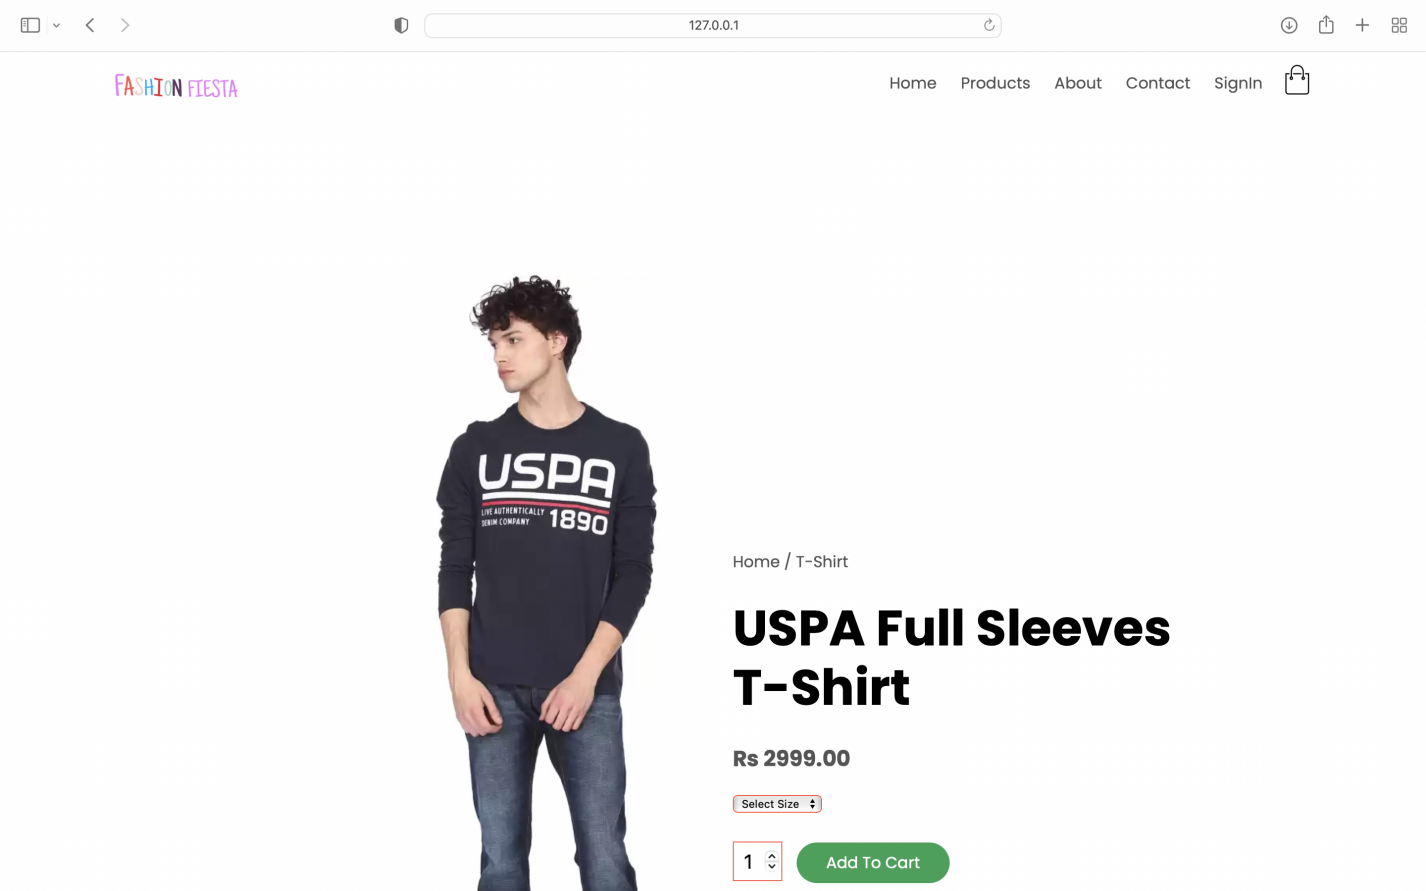 127.0.0.1
FASHION FIESTA
Home Products About Contact SignIn
USPA
LIVE AUTHENTICALLY
DENIM COMPANY 1890
Home / T-Shirt
USPA Full Sleeves
T-Shirt
Rs 2999.00
Select Size
1 Add To Cart